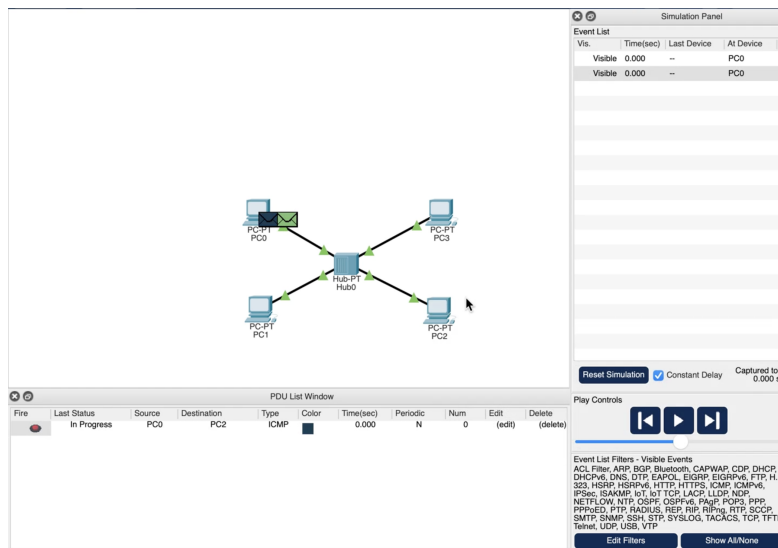 Simulation Panel
Event List
Vis. Time(sec) Last Device At Device
Visible 0.000 -- PC0
Visible 0.000 -- PC0
PC-PT
PC0
PC-PT
PC3
Hub-PT
Hub0
PC-PT
PC1
PC-PT
PC2
Reset Simulation Constant Delay Captured to
0.000 s
PDU List Window
Fire Last Status Source Destination Type Color Time(sec) Periodic Num Edit Delete
In Progress PC0 PC2 ICMP 0.000 N 0 (edit) (delete)
Play Controls
Event List Filters - Visible Events
ACL Filter, ARP, BGP, Bluetooth, CAPWAP, CDP, DHCP,
DHCPv6, DNS, DTP, EAPOL, EIGRP, EIGRPv6, FTP, H.
323, HSRP, HSRPv6, HTTP, HTTPS, ICMP, ICMPv6,
IPSec, ISAKMP, IoT, IoT TCP, LACP, LLDP, NDP,
NETFLOW, NTP, OSPF, OSPFv6, PAgP, POP3, PPP,
PPPoED, PTP, RADIUS, REP, RIP, RIPng, RTP, SCCP,
SMTP, SNMP, SSH, STP, SYSLOG, TACACS, TCP, TFT
Telnet, UDP, USB, VTP
Edit Filters Show All/None